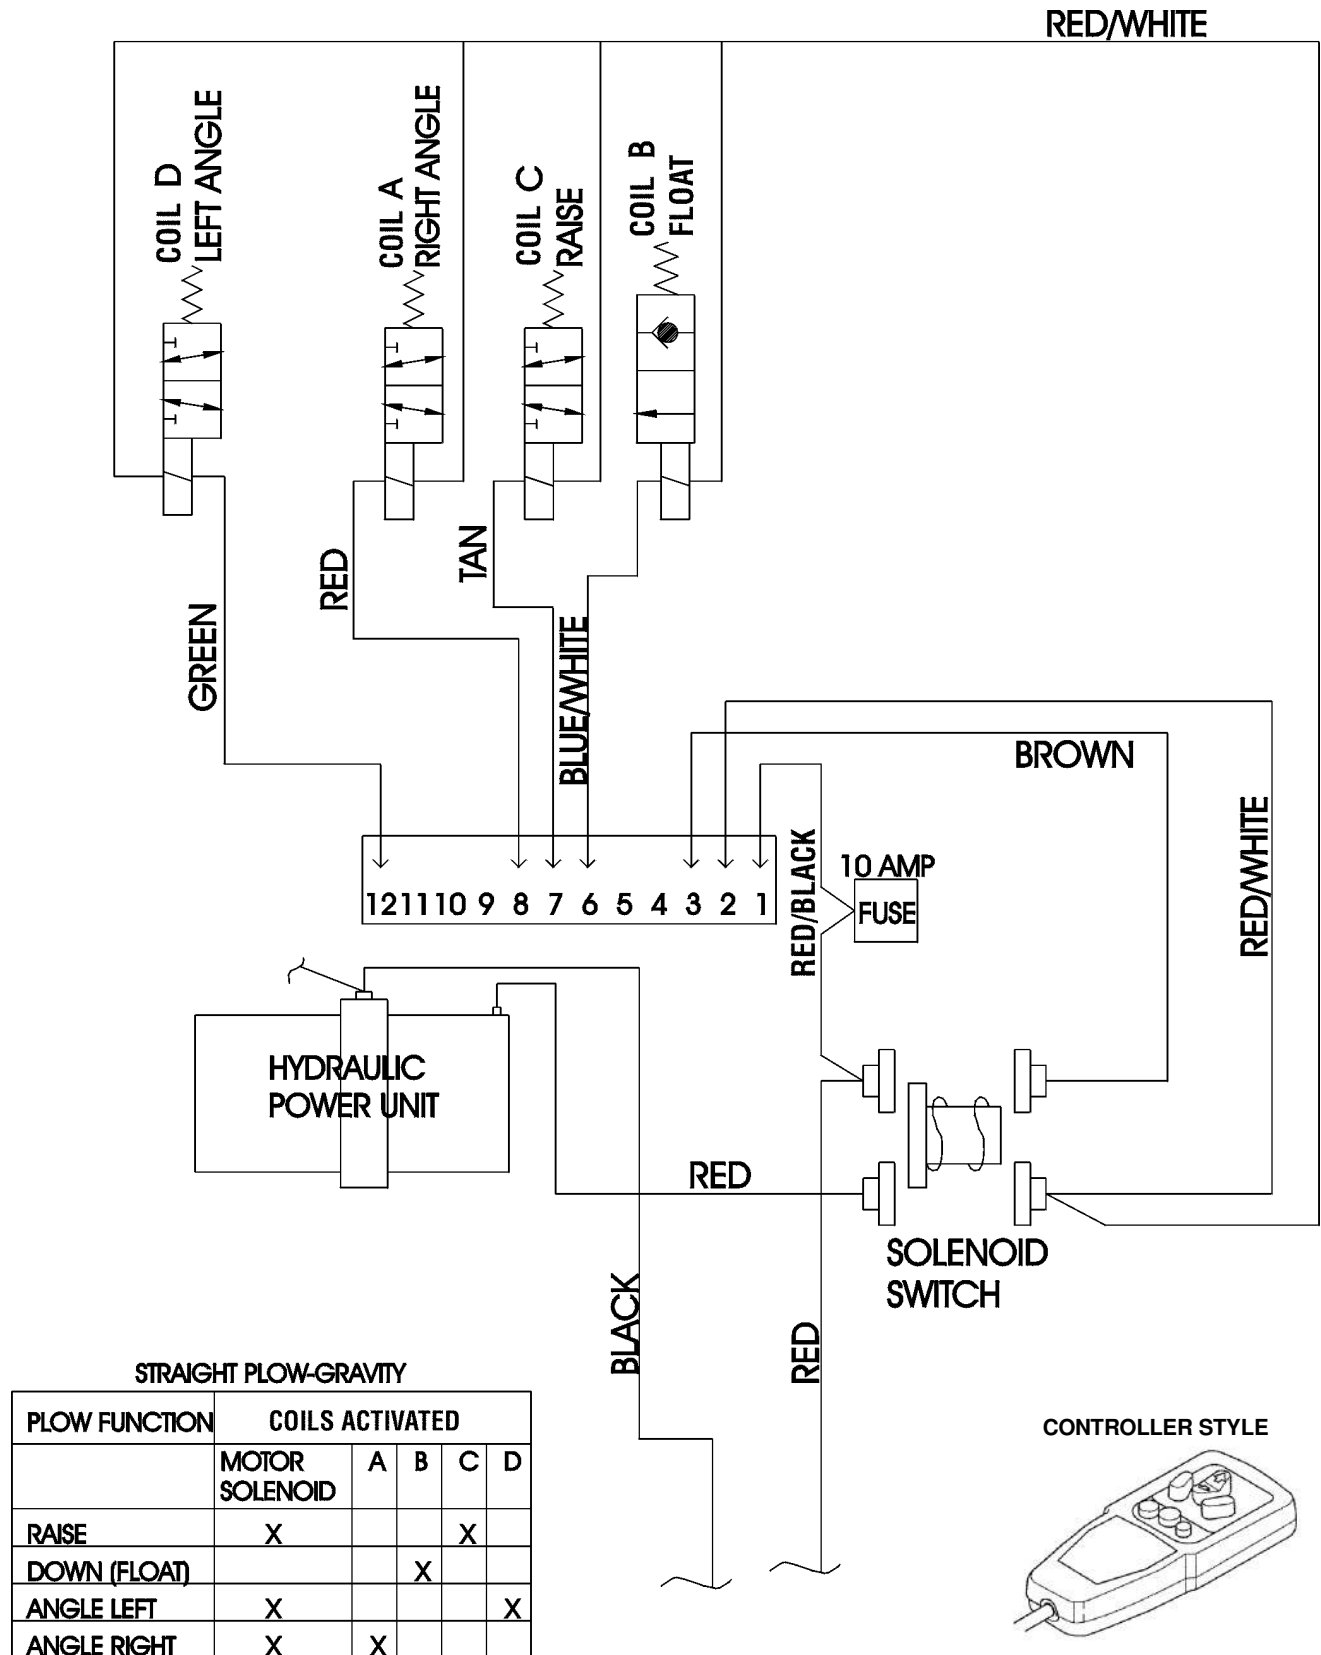 RED/WHITE
COIL D
LEFT ANGLE
COIL A
RIGHT ANGLE
COIL C
RAISE
COIL B
FLOAT
GREEN
RED
TAN
BLUE/WHITE
BROWN
RED/WHITE
RED/BLACK
10 AMP
FUSE
12 11 10 9 8 7 6 5 4 3 2 1
HYDRAULIC
POWER UNIT
RED
SOLENOID
SWITCH
BLACK
RED
STRAIGHT PLOW-GRAVITY
PLOW FUNCTION COILS ACTIVATED
MOTOR SOLENOID A B C D
RAISE X X
DOWN (FLOAT) X
ANGLE LEFT X X
ANGLE RIGHT X X
CONTROLLER STYLE